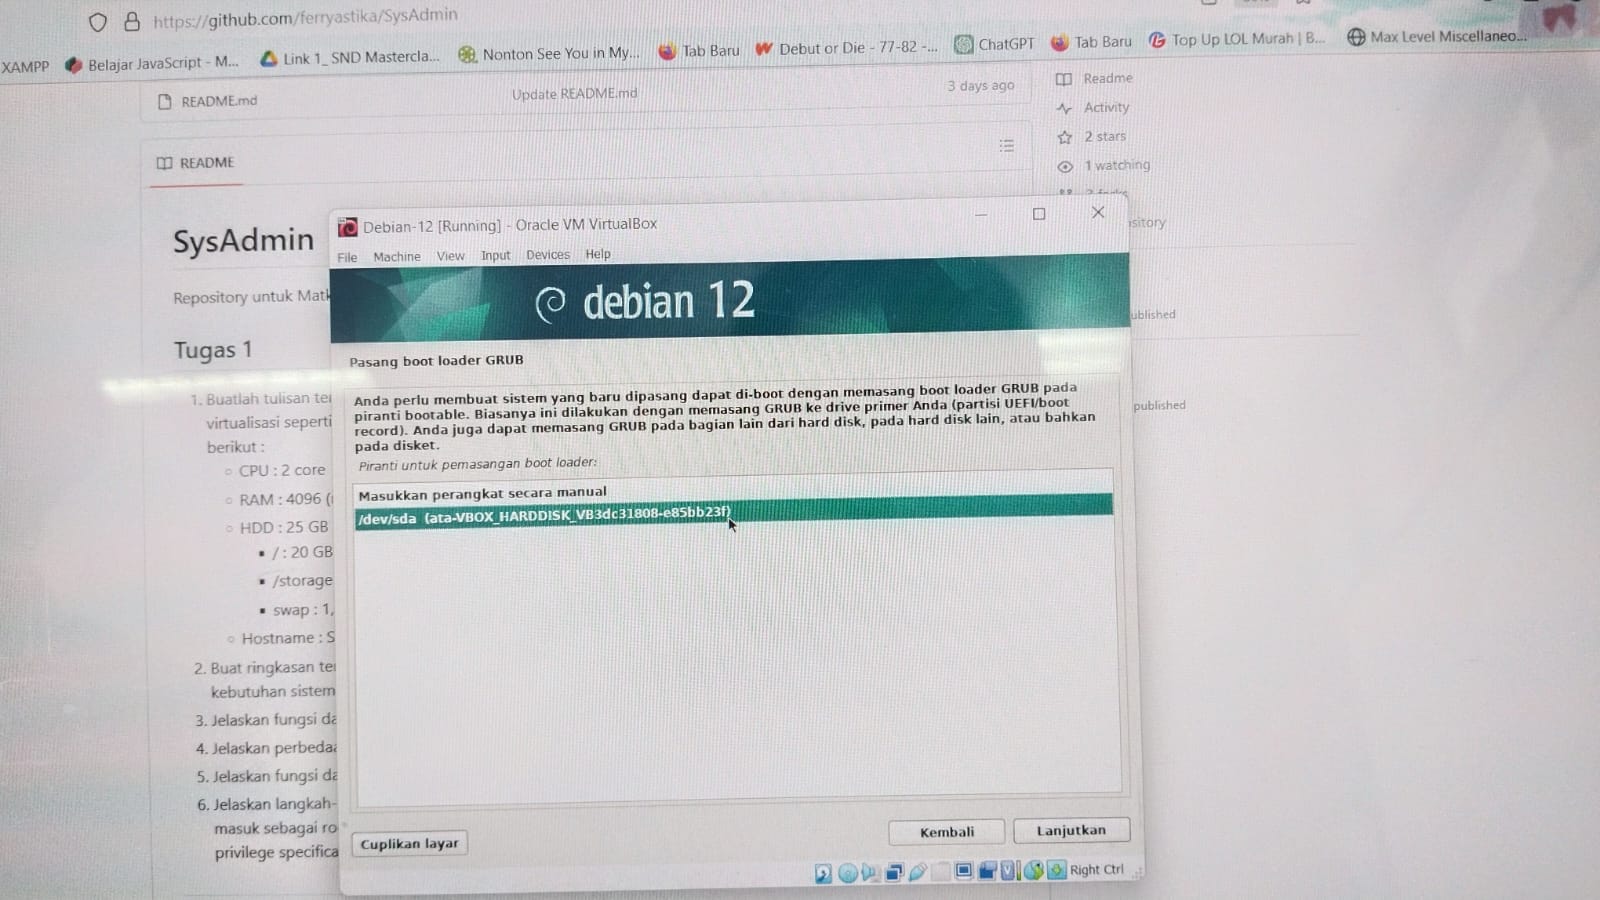 https://github.com/ferryastika/SysAdmin
XAMPP
Belajar JavaScript - M...
Link 1_ SND Mastercla...
Nonton See You in My...
Tab Baru
Debut or Die - 77-82 -...
ChatGPT
Tab Baru
Top Up LOL Murah | B...
Max Level Miscellaneo...
README.md
Update README.md
3 days ago
Readme
Activity
2 stars
1 watching
README
SysAdmin
Repository untuk Matk
Tugas 1
1. Buatlah tulisan te
virtualisasi seperti
berikut :
CPU : 2 core
RAM : 4096 (
HDD : 25 GB
/ : 20 GB
/storage
swap : 1,
Hostname : S
2. Buat ringkasan te
kebutuhan sistem
3. Jelaskan fungsi da
4. Jelaskan perbeda
5. Jelaskan fungsi da
6. Jelaskan langkah-
masuk sebagai ro
privilege specifica
Debian-12 [Running] - Oracle VM VirtualBox
File Machine View Input Devices Help
debian 12
Pasang boot loader GRUB
Anda perlu membuat sistem yang baru dipasang dapat di-boot dengan memasang boot loader GRUB pada
piranti bootable. Biasanya ini dilakukan dengan memasang GRUB ke drive primer Anda (partisi UEFI/boot
record). Anda juga dapat memasang GRUB pada bagian lain dari hard disk, pada hard disk lain, atau bahkan
pada disket.
Piranti untuk pemasangan boot loader:
Masukkan perangkat secara manual
/dev/sda (ata-VBOX_HARDDISK_VB3dc31808-e85bb23f)
Cuplikan layar
Kembali
Lanjutkan
Right Ctrl
sitory
ublished
published